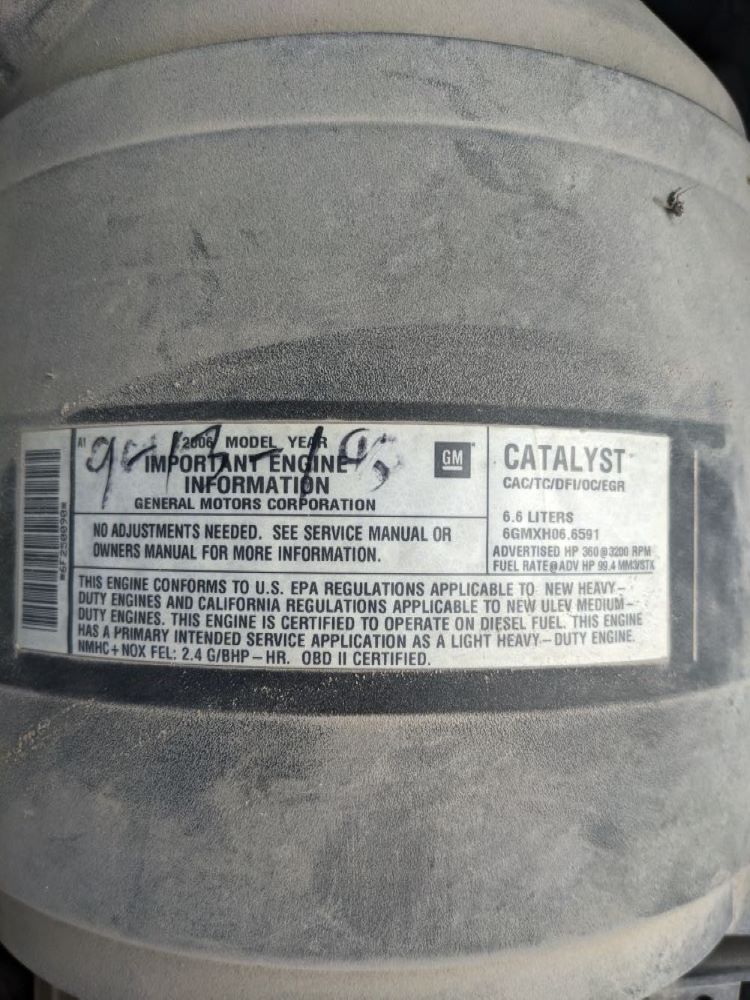 A1
2006 MODEL YEAR
IMPORTANT ENGINE
INFORMATION
GENERAL MOTORS CORPORATION
GM
NO ADJUSTMENTS NEEDED. SEE SERVICE MANUAL OR
OWNERS MANUAL FOR MORE INFORMATION.
CATALYST
CAC/TC/DFI/OC/EGR
6.6 LITERS
6GMXH06.6591
ADVERTISED HP 360@3200 RPM
FUEL RATE@ADV HP 99.4 MM3/STK
THIS ENGINE CONFORMS TO U.S. EPA REGULATIONS APPLICABLE TO NEW HEAVY-
DUTY ENGINES AND CALIFORNIA REGULATIONS APPLICABLE TO NEW ULEV MEDIUM-
DUTY ENGINES. THIS ENGINE IS CERTIFIED TO OPERATE ON DIESEL FUEL. THIS ENGINE
HAS A PRIMARY INTENDED SERVICE APPLICATION AS A LIGHT HEAVY-DUTY ENGINE.
NMHC+NOX FEL: 2.4 G/BHP-HR. OBD II CERTIFIED.
*6F250090*